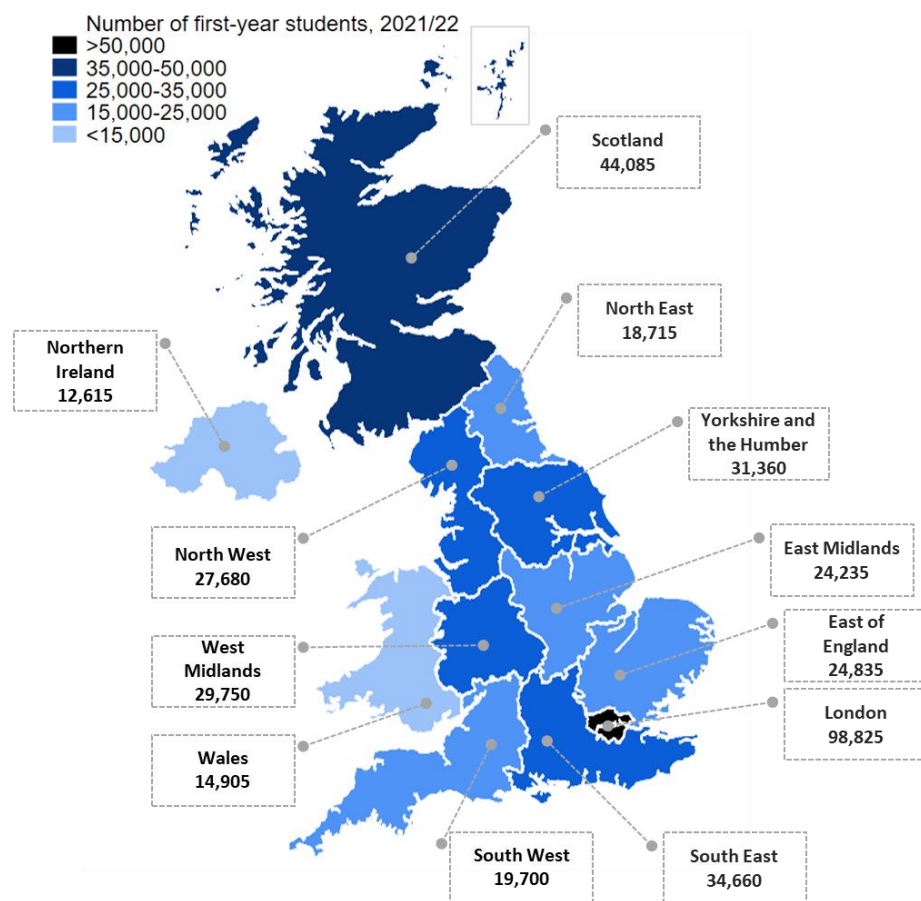 Number of first-year students, 2021/22
>50,000
35,000-50,000
25,000-35,000
15,000-25,000
<15,000
Scotland
44,085
North East
18,715
Northern
Ireland
12,615
Yorkshire and
the Humber
31,360
North West
27,680
East Midlands
24,235
East of
England
24,835
West
Midlands
29,750
London
98,825
Wales
14,905
South West
19,700
South East
34,660